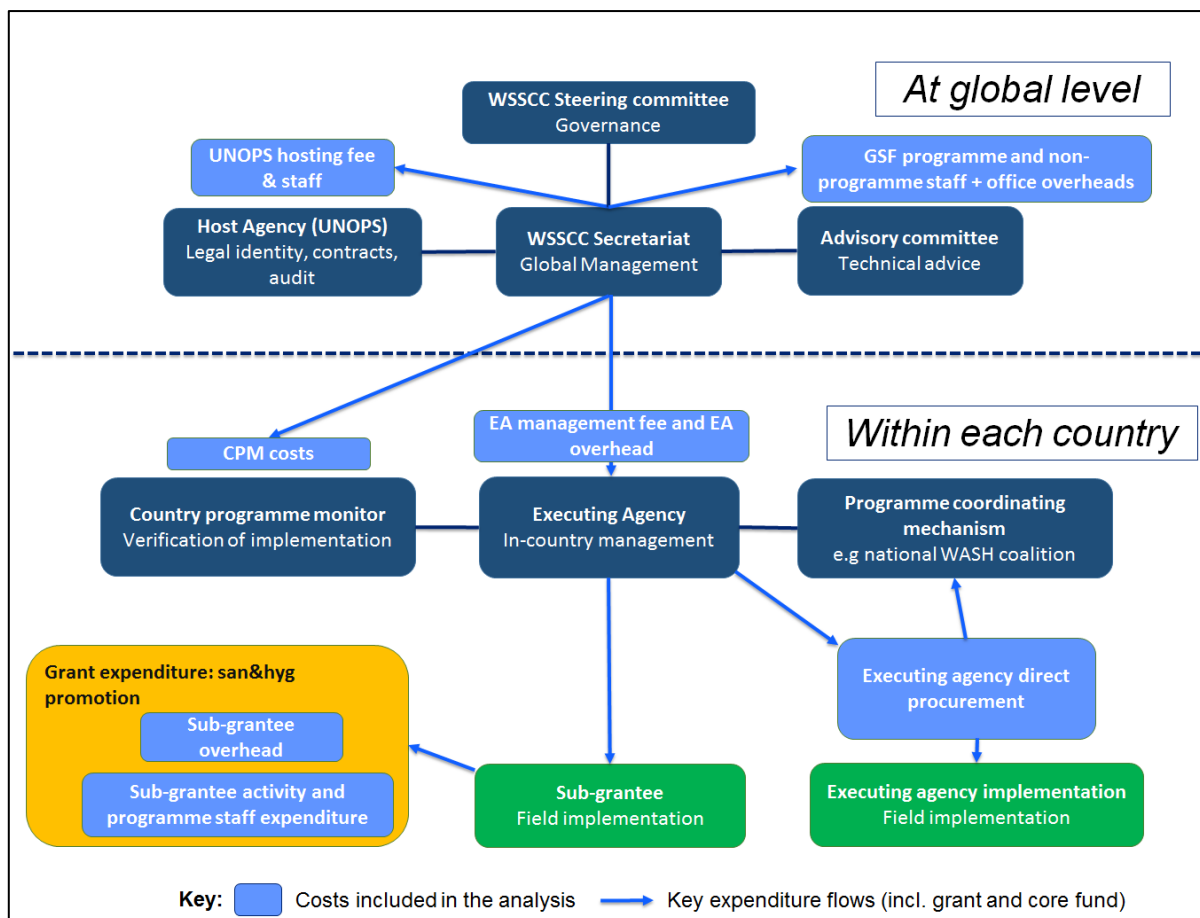 At global level
WSSCC Steering committee
Governance
UNOPS hosting fee
& staff
GSF programme and non-
programme staff + office overheads
Host Agency (UNOPS)
Legal identity, contracts,
audit
WSSCC Secretariat
Global Management
Advisory committee
Technical advice
Within each country
CPM costs
EA management fee and EA
overhead
Country programme monitor
Verification of implementation
Executing Agency
In-country management
Programme coordinating
mechanism
e.g national WASH coalition
Grant expenditure: san&hyg
promotion
Sub-grantee
overhead
Sub-grantee activity and
programme staff expenditure
Executing agency direct
procurement
Sub-grantee
Field implementation
Executing agency implementation
Field implementation
Key:
Costs included in the analysis
Key expenditure flows (incl. grant and core fund)